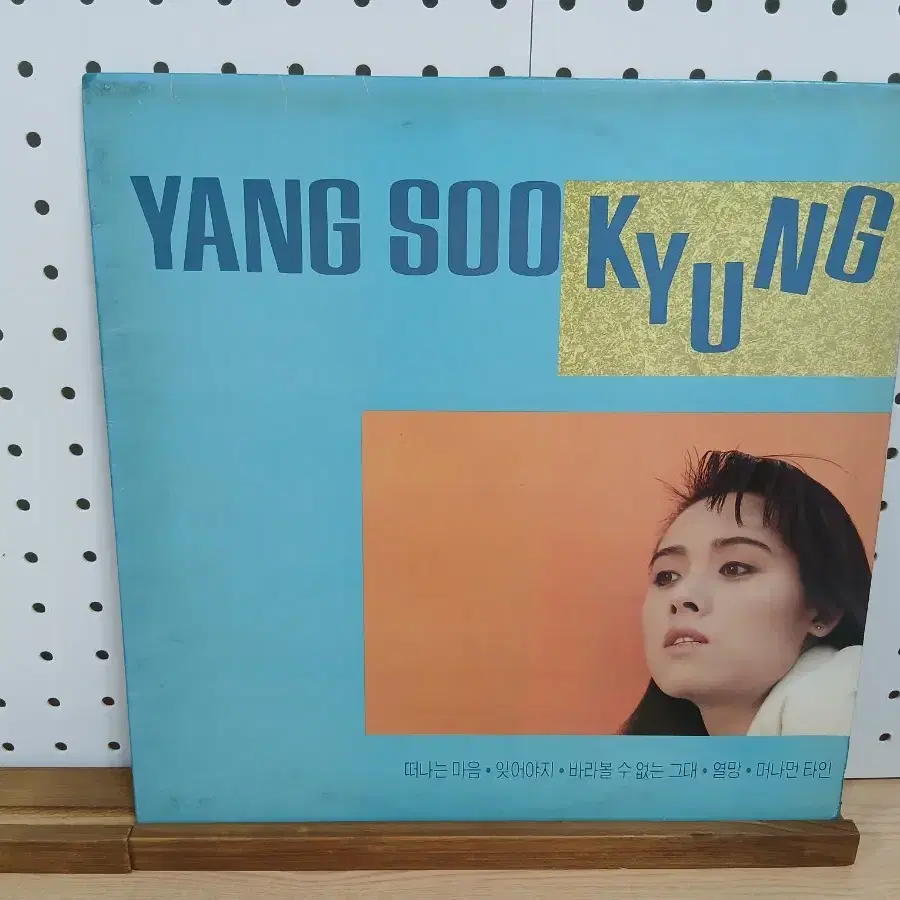 YANG SOO KYUNG
떠나는 마음 • 잊어야지 • 바라볼 수 없는 그대 • 열망 • 머나먼 타인